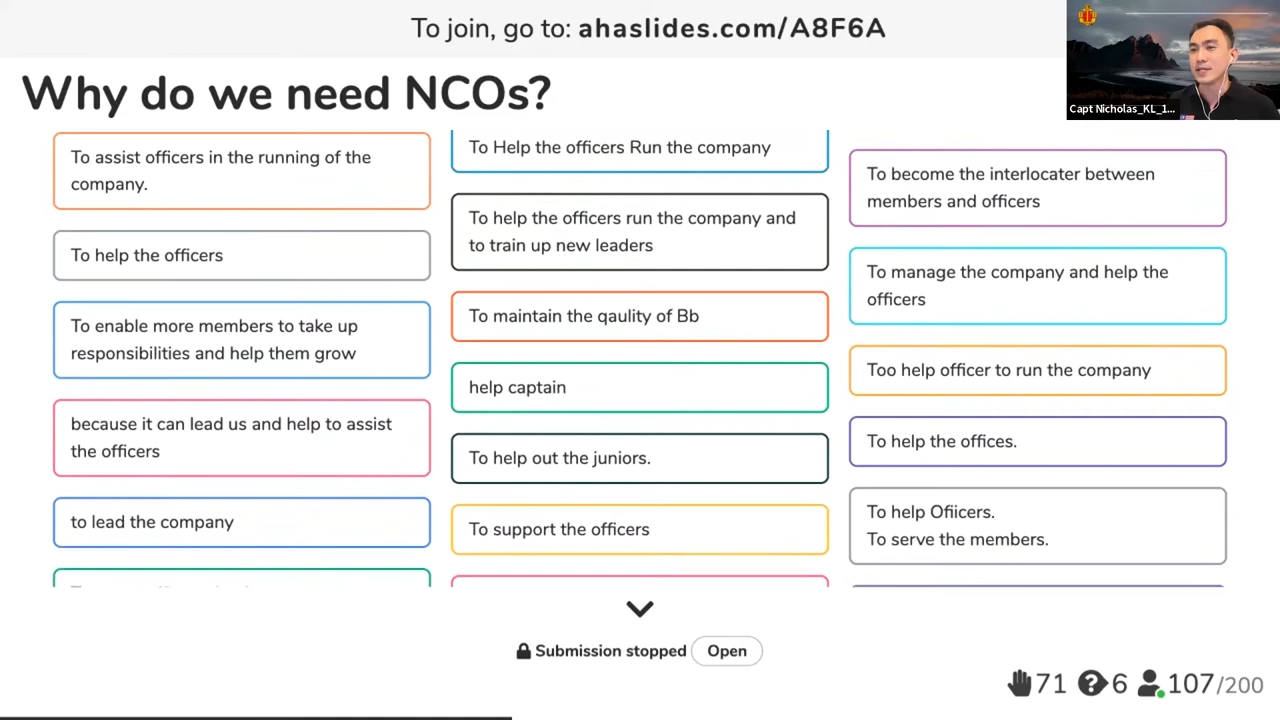 To join, go to: ahaslides.com/A8F6A
Capt Nicholas_KL_1...
Why do we need NCOs?
To assist officers in the running of the
company.
To help the officers
To enable more members to take up
responsibilities and help them grow
because it can lead us and help to assist
the officers
to lead the company
To Help the officers Run the company
To help the officers run the company and
to train up new leaders
To maintain the qaulity of Bb
help captain
To help out the juniors.
To support the officers
To become the interlocater between
members and officers
To manage the company and help the
officers
Too help officer to run the company
To help the offices.
To help Ofiicers.
To serve the members.
Submission stopped Open
71 6 107/200